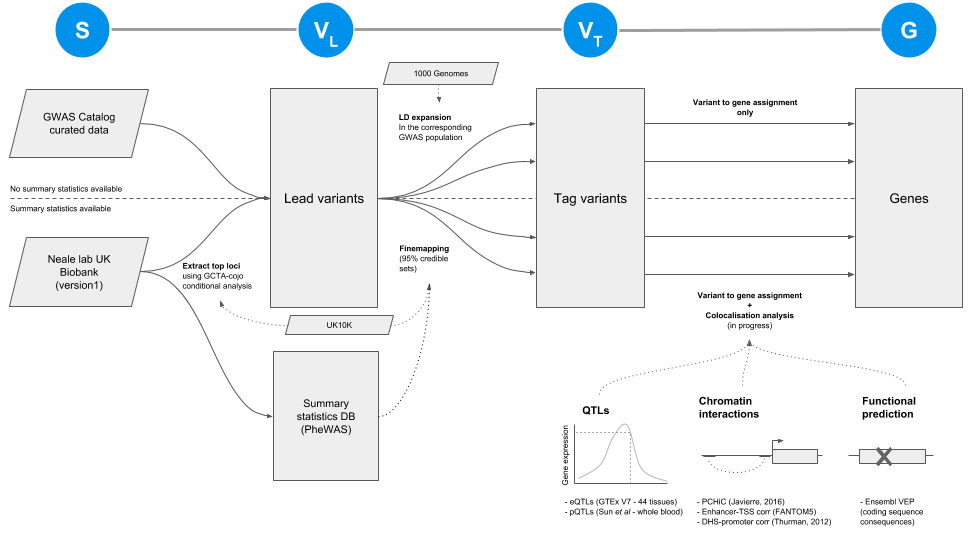 S
VL
VT
G
1000 Genomes
GWAS Catalog
curated data
LD expansion
In the corresponding
GWAS population
Variant to gene assignment
only
No summary statistics available
Summary statistics available
Lead variants
Tag variants
Genes
Neale lab UK
Biobank
(version1)
Extract top loci
using GCTA-cojo
conditional analysis
Finemapping
(95% credible
sets)
UK10K
Variant to gene assignment
+
Colocalisation analysis
(in progress)
Summary
statistics DB
(PheWAS)
QTLs
Gene expression
- eQTLs (GTEx V7 - 44 tissues)
- pQTLs (Sun et al - whole blood)
Chromatin
interactions
- PCHiC (Javierre, 2016)
- Enhancer-TSS corr (FANTOM5)
- DHS-promoter corr (Thurman, 2012)
Functional
prediction
- Ensembl VEP
(coding sequence
consequences)